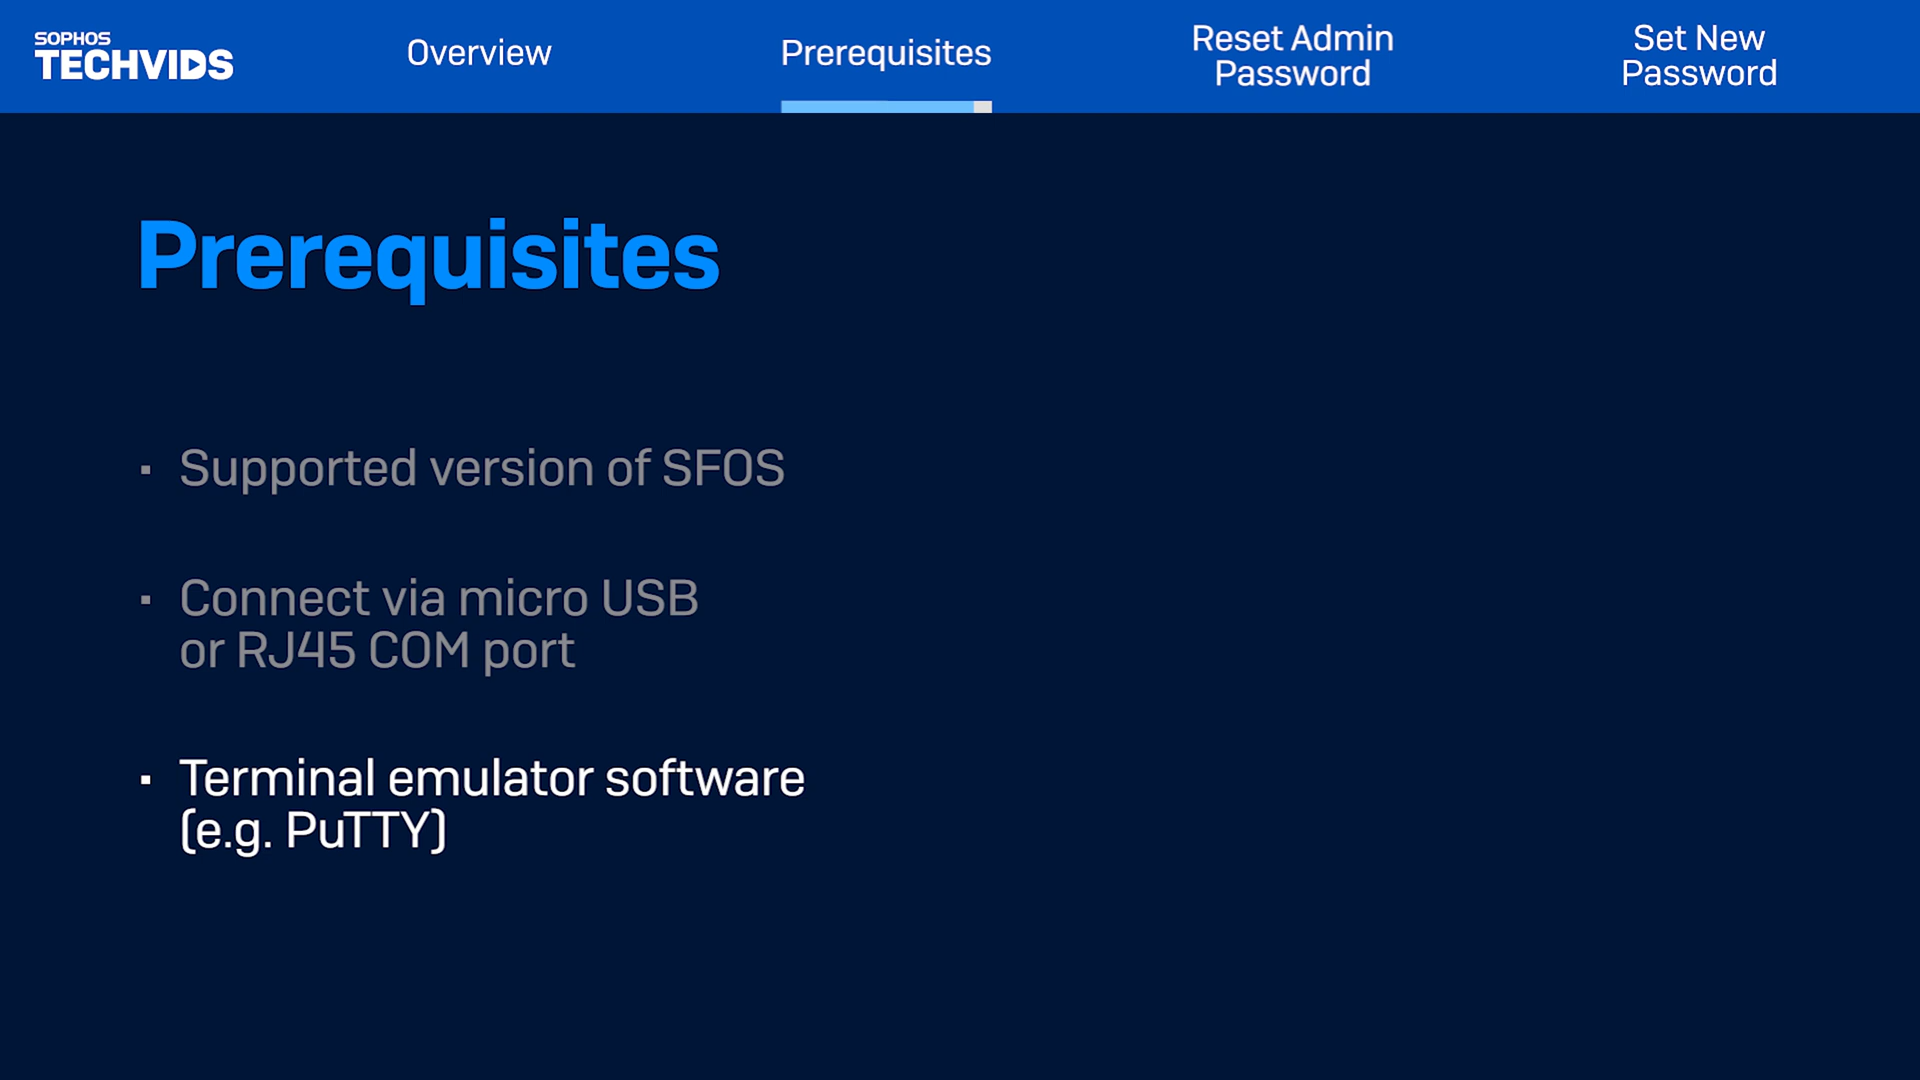 SOPHOS
TECHVIDS
Overview
Prerequisites
Reset Admin
Password
Set New
Password
Prerequisites
▪ Supported version of SFOS
▪ Connect via micro USB
or RJ45 COM port
▪ Terminal emulator software
(e.g. PuTTY)